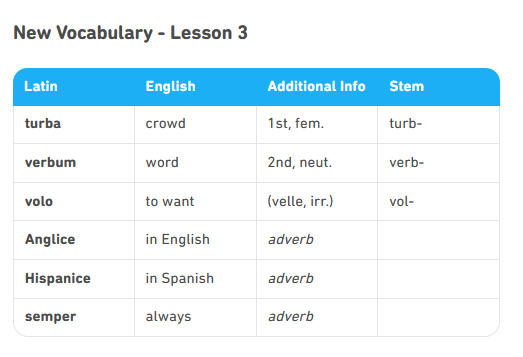 New Vocabulary - Lesson 3
Latin English Additional Info Stem
turba crowd 1st, fem. turb-
verbum word 2nd, neut. verb-
volo to want (velle, irr.) vol-
Anglice in English adverb
Hispanice in Spanish adverb
semper always adverb